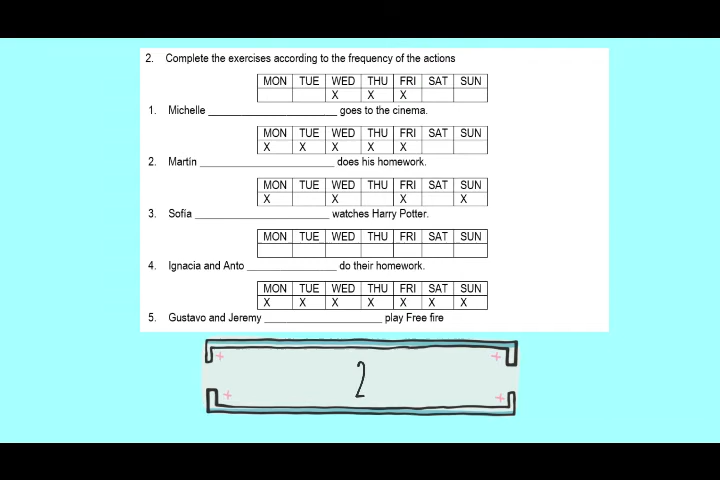 2. Complete the exercises according to the frequency of the actions
MON TUE WED THU FRI SAT SUN
X X X
1. Michelle ______________________ goes to the cinema.
MON TUE WED THU FRI SAT SUN
X X X X X
2. Martín _______________________ does his homework.
MON TUE WED THU FRI SAT SUN
X X X X
3. Sofía _______________________ watches Harry Potter.
MON TUE WED THU FRI SAT SUN
4. Ignacia and Anto _______________ do their homework.
MON TUE WED THU FRI SAT SUN
X X X X X X X
5. Gustavo and Jeremy ____________________ play Free fire
2